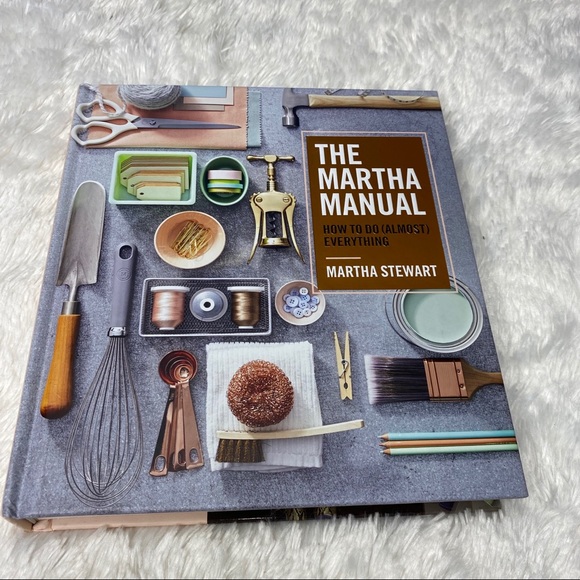 THE
MARTHA
MANUAL
HOW TO DO (ALMOST)
EVERYTHING
MARTHA STEWART